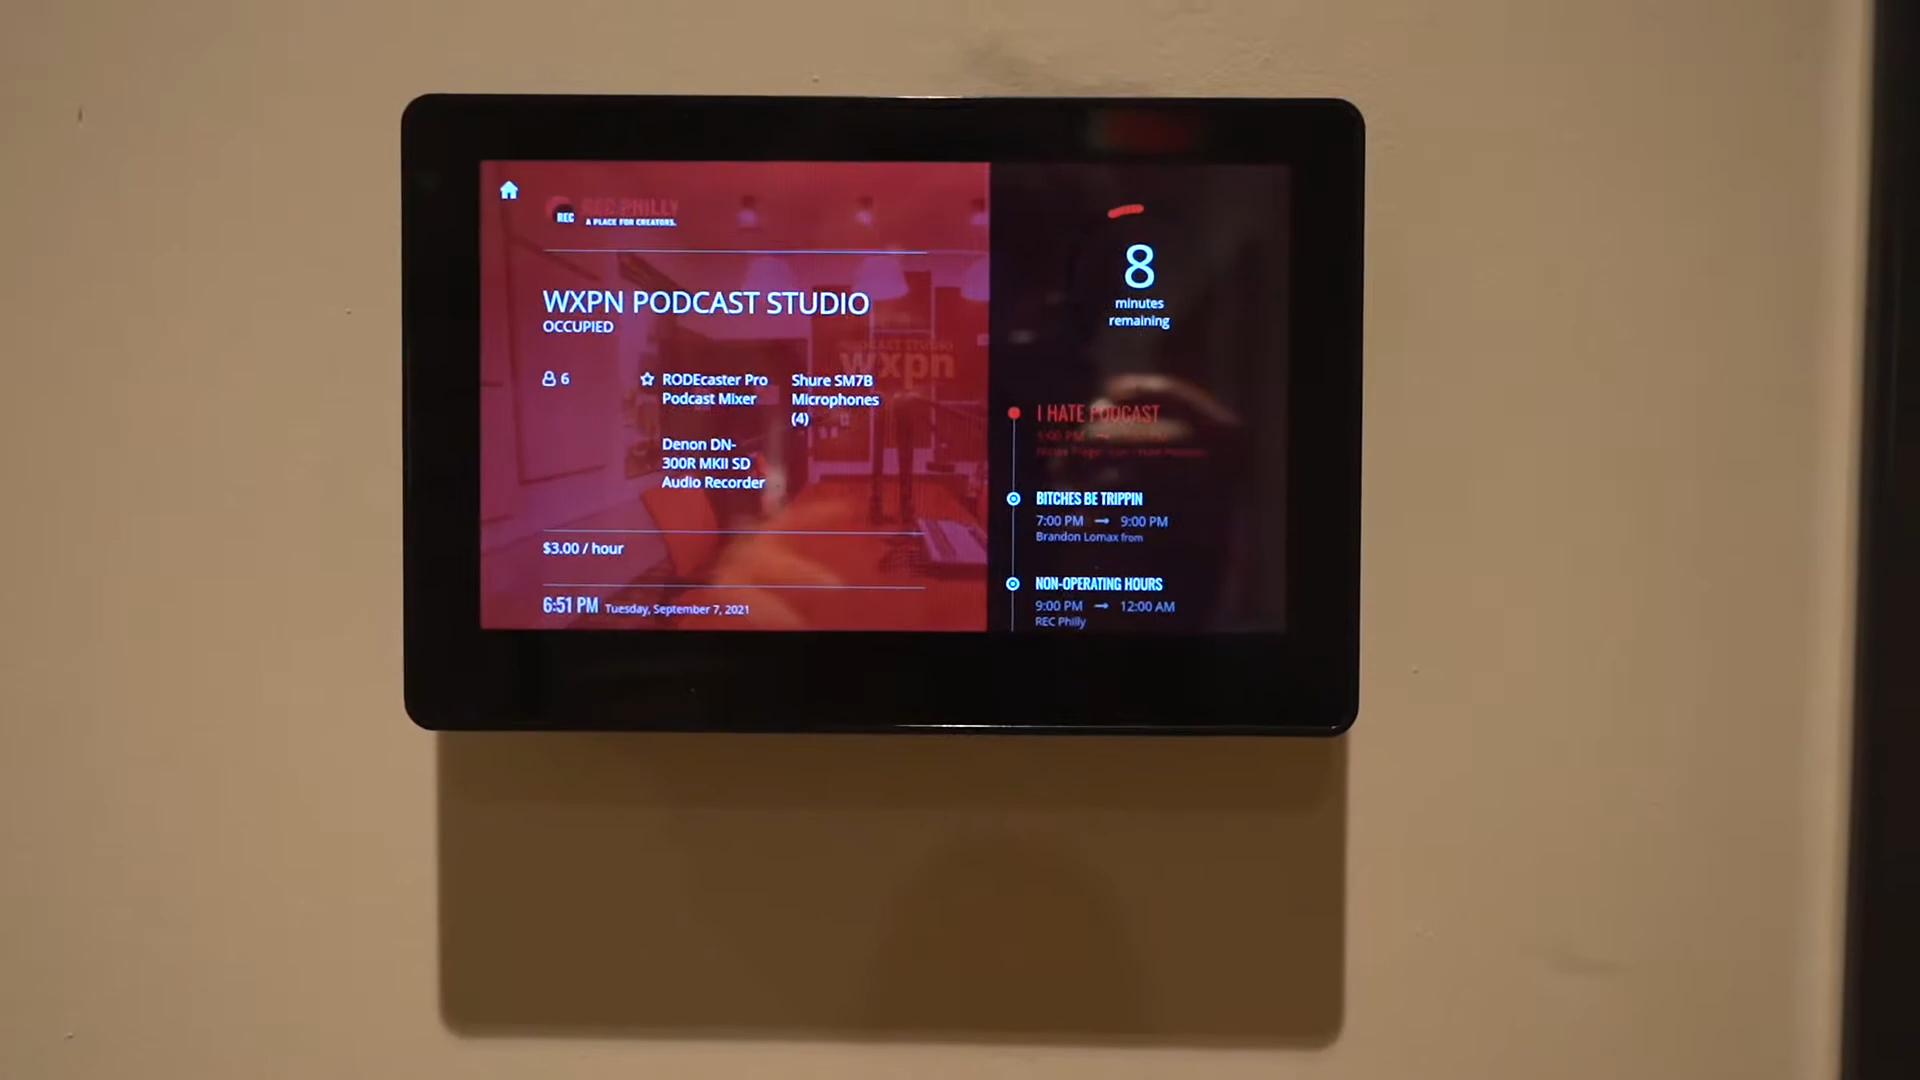 REC PHILLY
REC
A PLACE FOR CREATORS.
WXPN PODCAST STUDIO
OCCUPIED
6
RODEcaster Pro
Podcast Mixer
Shure SM7B
Microphones
(4)
Denon DN-
300R MKII SD
Audio Recorder
PODCAST STUDIO
wxpn
$3.00 / hour
6:51 PM Tuesday, September 7, 2021
8
minutes
remaining
I HATE PODCAST
BITCHES BE TRIPPIN
7:00 PM → 9:00 PM
Brandon Lomax from
NON-OPERATING HOURS
9:00 PM → 12:00 AM
REC Philly